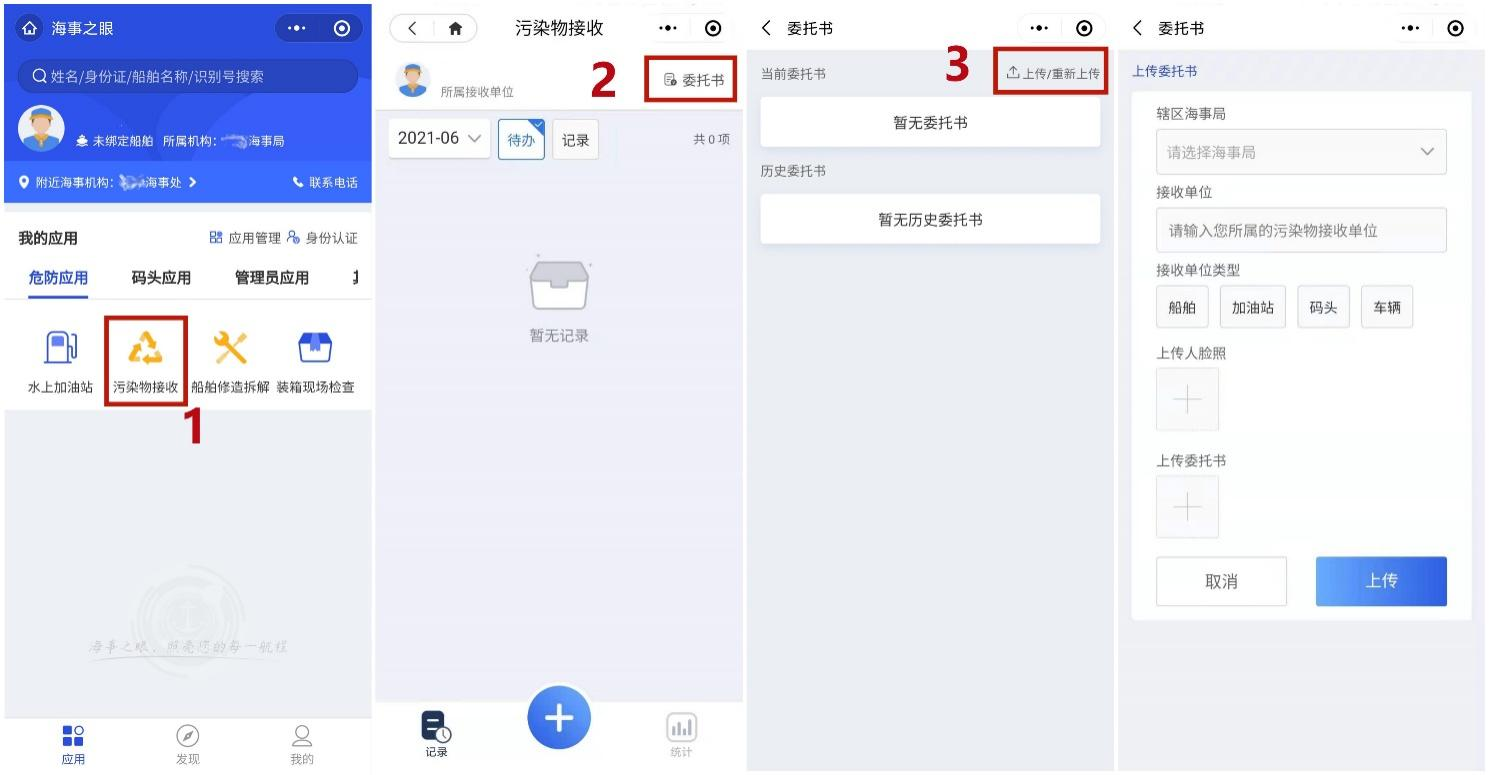 海事之眼
姓名/身份证/船舶名称/识别号搜索
未绑定船舶 所属机构: 海事局
附近海事机构: 海事处
联系电话
我的应用
应用管理
身份认证
危防应用
码头应用
管理员应用
水上加油站
污染物接收
船舶修造拆解
装箱现场检查
1
海事之眼，照亮您的每一航程
应用
发现
我的
污染物接收
所属接收单位
2
委托书
2021-06
待办
记录
共0项
暂无记录
记录
统计
委托书
当前委托书
3
上传/重新上传
暂无委托书
历史委托书
暂无历史委托书
委托书
上传委托书
辖区海事局
请选择海事局
接收单位
请输入您所属的污染物接收单位
接收单位类型
船舶
加油站
码头
车辆
上传人脸照
上传委托书
取消
上传